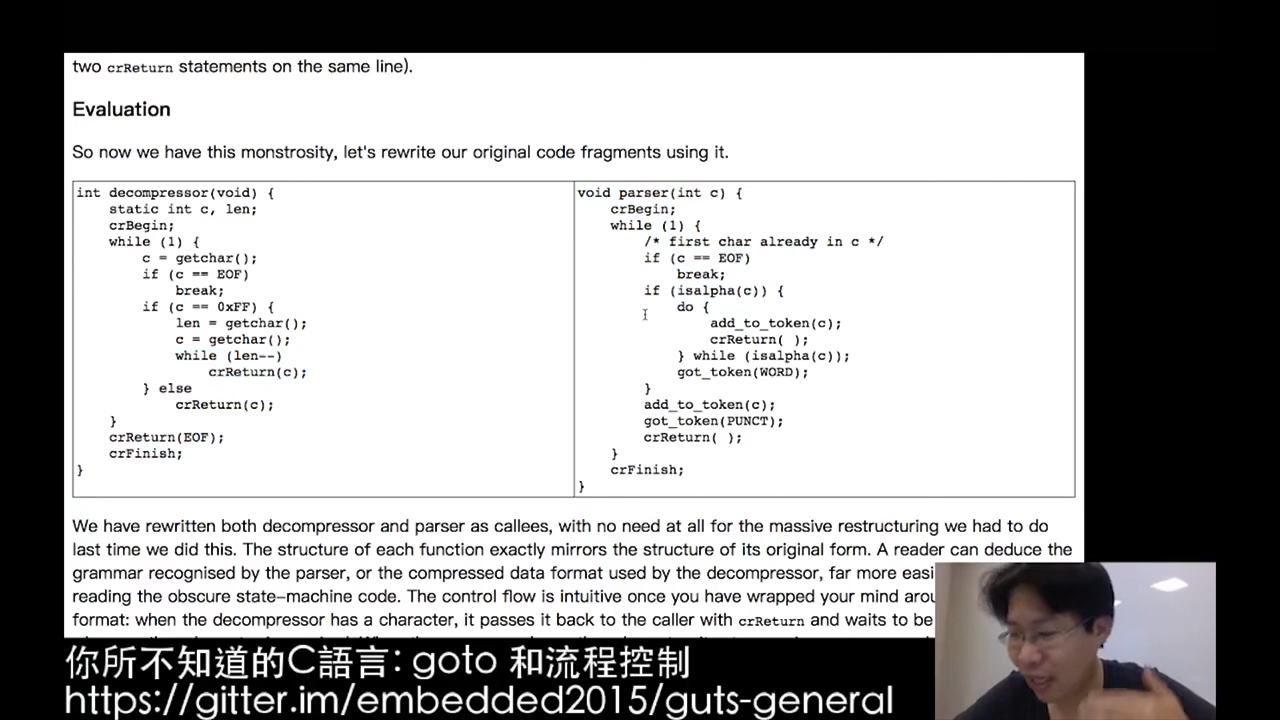 two crReturn statements on the same line).
Evaluation
So now we have this monstrosity, let's rewrite our original code fragments using it.
int decompressor(void) {
    static int c, len;
    crBegin;
    while (1) {
        c = getchar();
        if (c == EOF)
            break;
        if (c == 0xFF) {
            len = getchar();
            c = getchar();
            while (len--)
                crReturn(c);
        } else
            crReturn(c);
    }
    crReturn(EOF);
    crFinish;
}
void parser(int c) {
    crBegin;
    while (1) {
        /* first char already in c */
        if (c == EOF)
            break;
        if (isalpha(c)) {
            do {
                add_to_token(c);
                crReturn( );
            } while (isalpha(c));
            got_token(WORD);
        }
        add_to_token(c);
        got_token(PUNCT);
        crReturn( );
    }
    crFinish;
}
We have rewritten both decompressor and parser as callees, with no need at all for the massive restructuring we had to do
last time we did this. The structure of each function exactly mirrors the structure of its original form. A reader can deduce the
grammar recognised by the parser, or the compressed data format used by the decompressor, far more easi
reading the obscure state-machine code. The control flow is intuitive once you have wrapped your mind arou
format: when the decompressor has a character, it passes it back to the caller with crReturn and waits to be
你所不知道的C語言: goto 和流程控制
https://gitter.im/embedded2015/guts-general